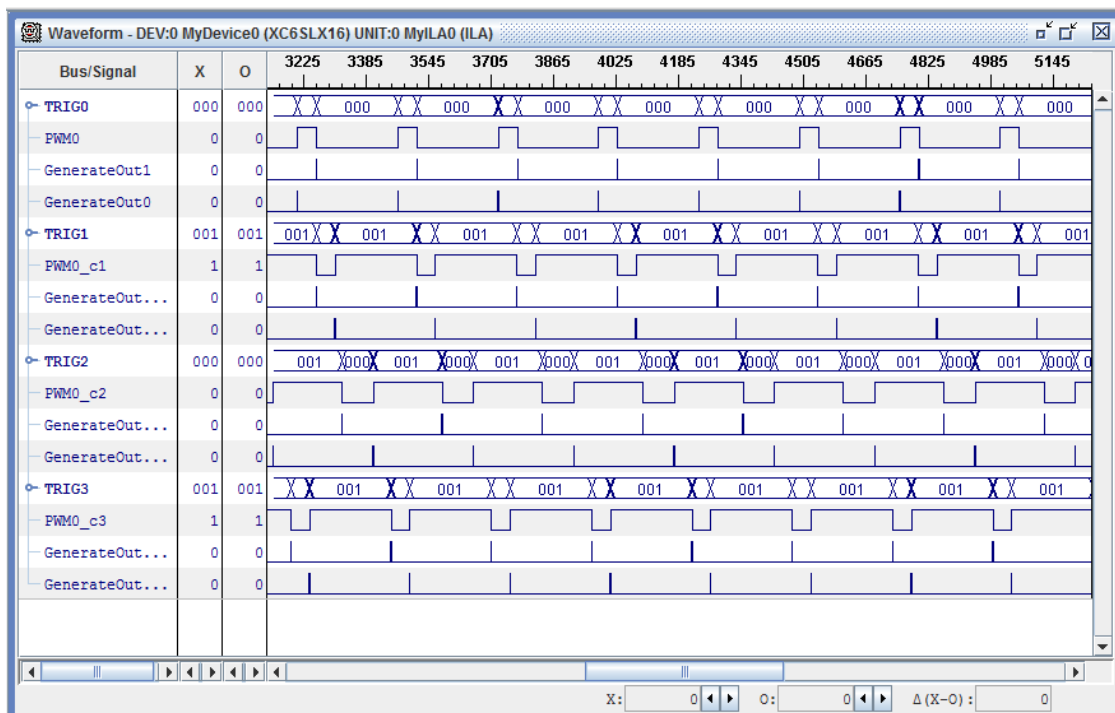 Waveform - DEV:0 MyDevice0 (XC6SLX16) UNIT:0 MyILA0 (ILA)
Bus/Signal X O 3225 3385 3545 3705 3865 4025 4185 4345 4505 4665 4825 4985 5145
TRIG0 000 000 000 000 000 000 000 000 000 000
PWM0 0 0
GenerateOut1 0 0
GenerateOut0 0 0
TRIG1 001 001 001 001 001 001 001 001 001 001 001
PWM0_c1 1 1
GenerateOut... 0 0
GenerateOut... 0 0
TRIG2 000 000 001 000 001 000 001 000 001 000 001 000 001 000 001 000 001 000 0
PWM0_c2 0 0
GenerateOut... 0 0
GenerateOut... 0 0
TRIG3 001 001 001 001 001 001 001 001 001 001
PWM0_c3 1 1
GenerateOut... 0 0
GenerateOut... 0 0
X: 0 O: 0 Δ(X-O): 0